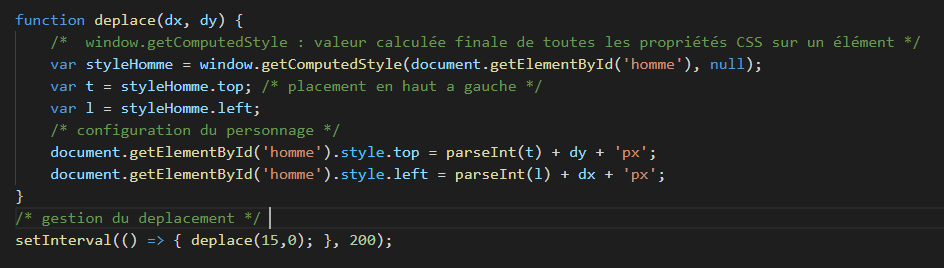 function deplace(dx, dy) {
/*  window.getComputedStyle : valeur calculée finale de toutes les propriétés CSS sur un élément */
var styleHomme = window.getComputedStyle(document.getElementById('homme'), null);
var t = styleHomme.top; /* placement en haut a gauche */
var l = styleHomme.left;
/* configuration du personnage */
document.getElementById('homme').style.top = parseInt(t) + dy + 'px';
document.getElementById('homme').style.left = parseInt(l) + dx + 'px';
}
/* gestion du deplacement */
setInterval(() => { deplace(15,0); }, 200);